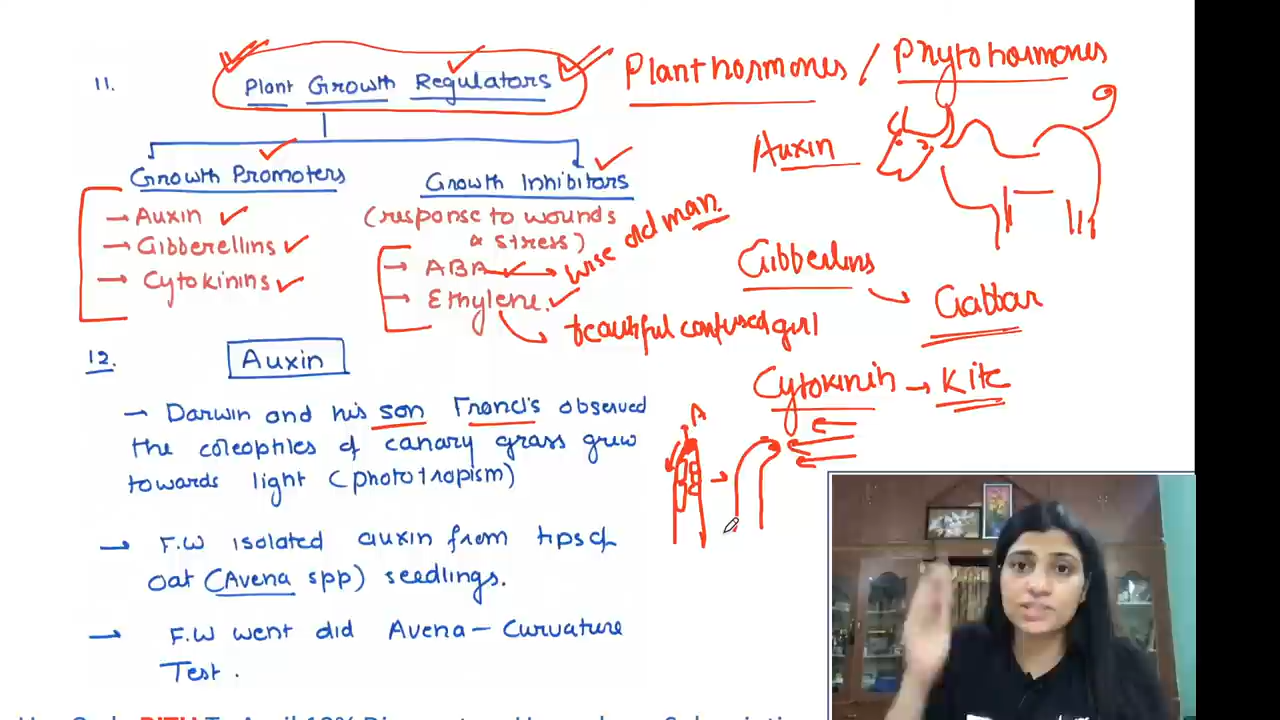 11. Plant Growth Regulators
Plant hormones / Phytohormones
Growth Promoters
→ Auxin
→ Gibberellins
→ Cytokinins
Growth Inhibitors
(response to wounds
& stress)
→ ABA → wise old man.
→ Ethylene.
beautiful confused girl
Auxin
Gibberlins
Gabbar
Cytokinin → Kite
A
12. Auxin
→ Darwin and his son Francis observed
the coleoptiles of canary grass grew
towards light (phototropism)
→ F.W isolated auxin from tips of
oat (Avena spp) seedlings.
→ F.W went did Avena - Curvature
Test.